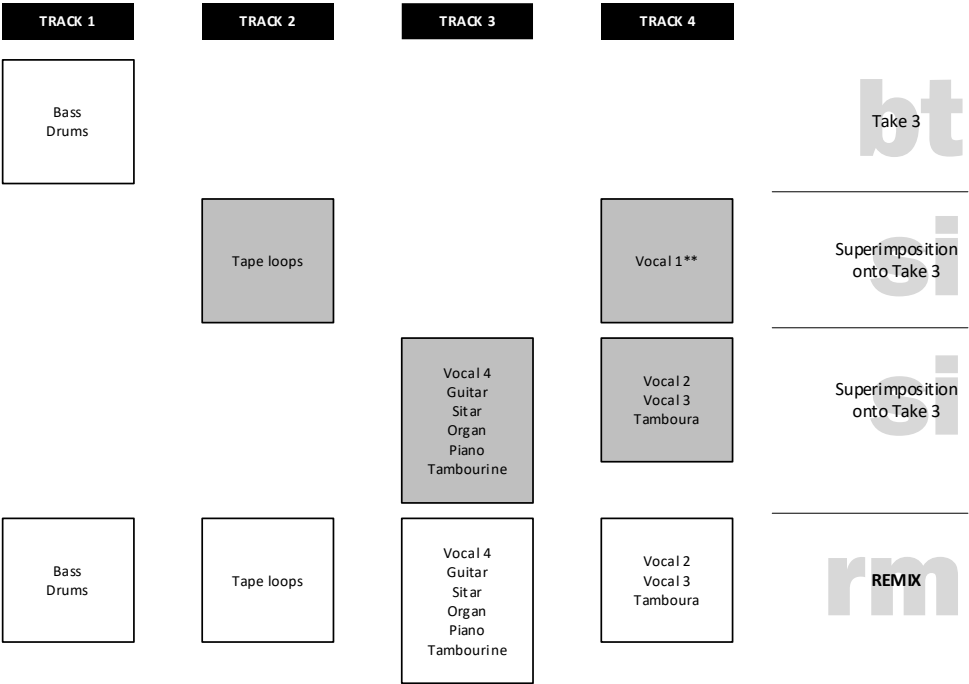 TRACK 1
TRACK 2
TRACK 3
TRACK 4
Bass
Drums
bt
Take 3
Tape loops
Vocal 1**
si
Superimposition
onto Take 3
Vocal 4
Guitar
Sitar
Organ
Piano
Tambourine
Vocal 2
Vocal 3
Tamboura
si
Superimposition
onto Take 3
Bass
Drums
Tape loops
Vocal 4
Guitar
Sitar
Organ
Piano
Tambourine
Vocal 2
Vocal 3
Tamboura
rm
REMIX